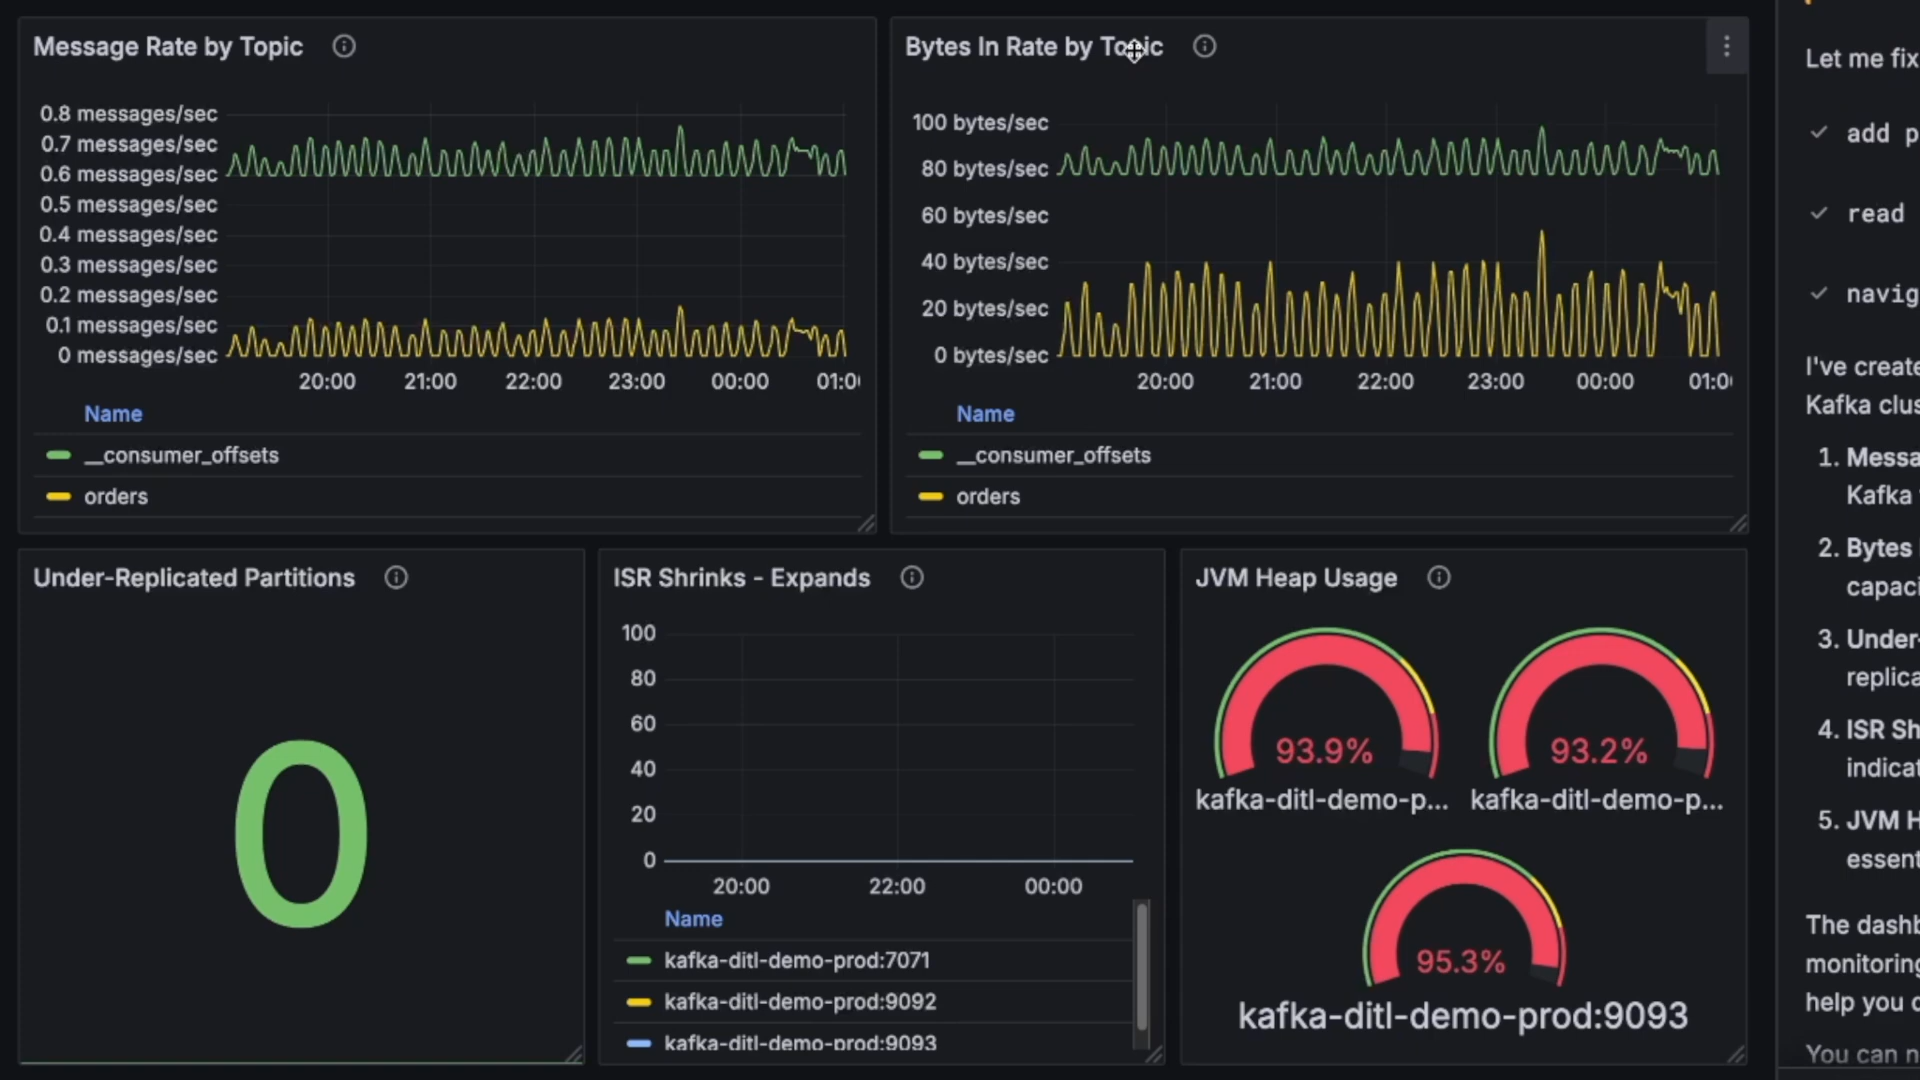 Message Rate by Topic
0.8 messages/sec
0.7 messages/sec
0.6 messages/sec
0.5 messages/sec
0.4 messages/sec
0.3 messages/sec
0.2 messages/sec
0.1 messages/sec
0 messages/sec
20:00 21:00 22:00 23:00 00:00 01:0
Name
__consumer_offsets
orders
Bytes In Rate by Topic
100 bytes/sec
80 bytes/sec
60 bytes/sec
40 bytes/sec
20 bytes/sec
0 bytes/sec
20:00 21:00 22:00 23:00 00:00 01:0
Name
__consumer_offsets
orders
Under-Replicated Partitions
0
ISR Shrinks - Expands
100
80
60
40
20
0
20:00 22:00 00:00
Name
kafka-ditl-demo-prod:7071
kafka-ditl-demo-prod:9092
kafka-ditl-demo-prod:9093
JVM Heap Usage
93.9%
kafka-ditl-demo-p...
93.2%
kafka-ditl-demo-p...
95.3%
kafka-ditl-demo-prod:9093
Let me fix
add p
read
navig
I've create
Kafka clus
1. Messa
Kafka
2. Bytes
capaci
3. Under-
replica
4. ISR Sh
indicat
5. JVM H
essent
The dashb
monitoring
help you c
You can n